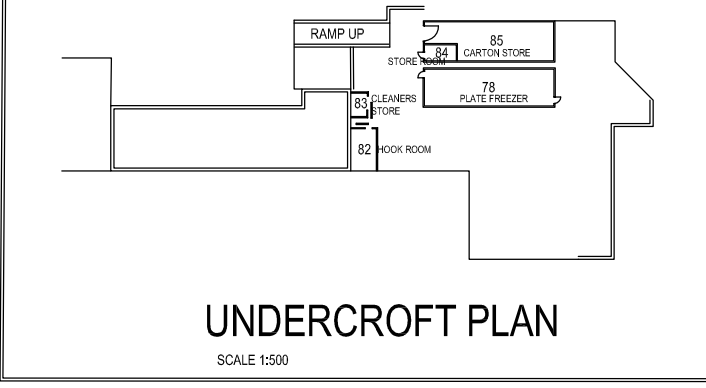 RAMP UP
85
CARTON STORE
84
STORE ROOM
78
PLATE FREEZER
83
CLEANERS
STORE
82
HOOK ROOM
UNDERCROFT PLAN
SCALE 1:500